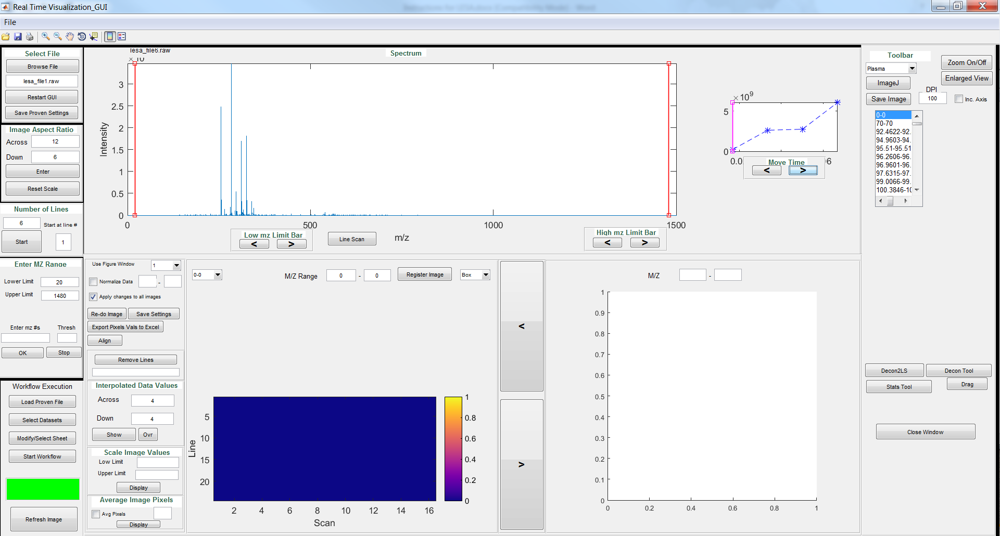 Real Time Visualization_GUI
File
Select File
Browse File
lesa_file1.raw
Restart GUI
Save Proven Settings
Image Aspect Ratio
Across 12
Down 6
Enter
Reset Scale
Number of Lines
6 Start at line #
Start 1
Enter MZ Range
Lower Limit 20
Upper Limit 1480
Enter mz #s Thresh
OK Stop
Workflow Execution
Load Proven File
Select Datasets
Modify/Select Sheet
Start Workflow
Refresh Image
lesa_file6.raw
Spectrum
× 10
3
2.5
2
1.5
1
0.5
0
Intensity
0 500 1000 1500
m/z
Low mz Limit Bar
< >
Line Scan
High mz Limit Bar
< >
× 10^9
5
0
0.0
6
Move Time
< >
Toolbar
Plasma
Zoom On/Off
ImageJ
Enlarged View
DPI
Save Image 100 Inc. Axis
0-0
70-70
92.4622-92.
94.9603-94.
95.51-95.51
96.2606-96.
96.9601-96.
97.6315-97.
99.0066-99.
100.3846-10
Decon2LS Decon Tool
Stats Tool Drag
Close Window
Use Figure Window 1
Normalize Data -
Apply changes to all images
Re-do Image Save Settings
Export Pixels Vals to Excel
Align
Remove Lines
Interpolated Data Values
Across 4
Down 4
Show Ovr
Scale Image Values
Low Limit
Upper Limit
Display
Average Image Pixels
Avg Pixels
Display
0-0 M/Z Range 0 - 0 Register Image Box
5
10
15
20
Line
2 4 6 8 10 12 14 16
Scan
1
0.8
0.6
0.4
0.2
0
<
>
M/Z -
1
0.9
0.8
0.7
0.6
0.5
0.4
0.3
0.2
0.1
0
0 0.2 0.4 0.6 0.8 1